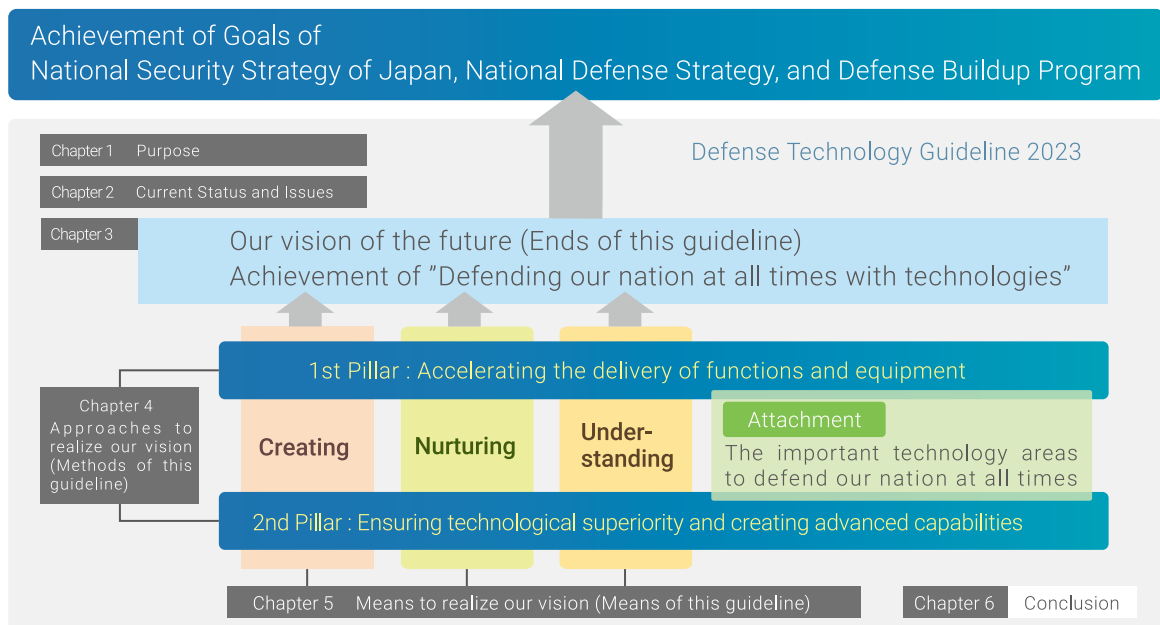 Achievement of Goals of
National Security Strategy of Japan, National Defense Strategy, and Defense Buildup Program
Defense Technology Guideline 2023
Chapter 1 Purpose
Chapter 2 Current Status and Issues
Chapter 3
Our vision of the future (Ends of this guideline)
Achievement of ”Defending our nation at all times with technologies”
1st Pillar : Accelerating the delivery of functions and equipment
Chapter 4
Approaches to
realize our vision
(Methods of this
guideline)
Creating
Nurturing
Under-
standing
Attachment
The important technology areas
to defend our nation at all times
2nd Pillar : Ensuring technological superiority and creating advanced capabilities
Chapter 5 Means to realize our vision (Means of this guideline)
Chapter 6 Conclusion